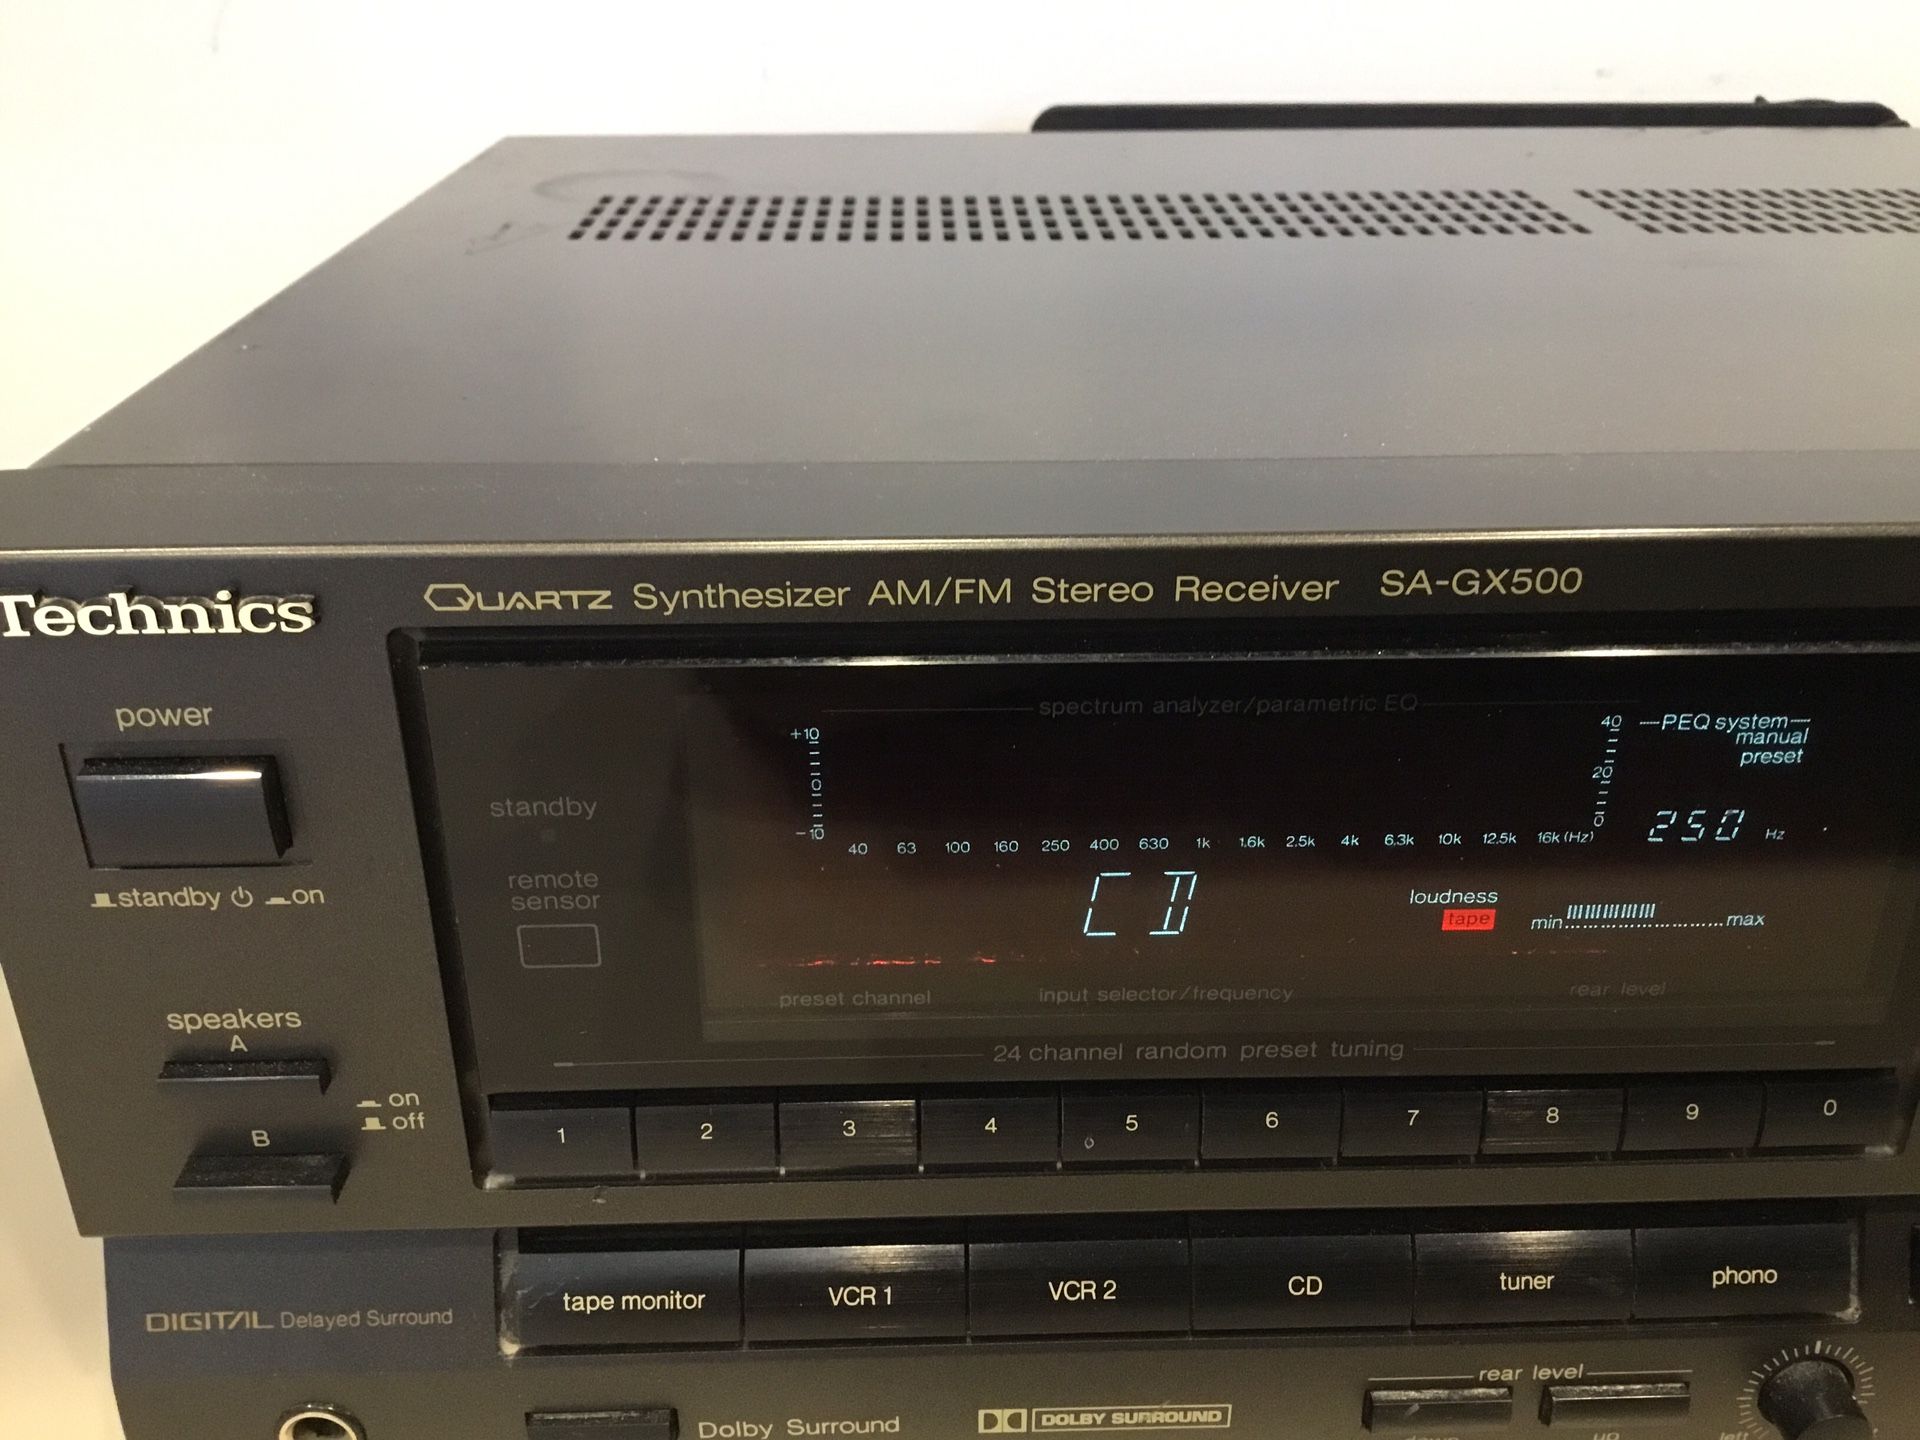 Technics
QUARTZ Synthesizer AM/FM Stereo Receiver SA-GX500
power
standby on
speakers
A
on
off
B
standby
remote
sensor
spectrum analyzer/parametric EQ
+10
0
-10
40
20
0
PEQ system
manual
preset
250 Hz
40 63 100 160 250 400 630 1k 1.6k 2.5k 4k 6.3k 10k 12.5k 16k (Hz)
CD
loudness
tape
min max
preset channel input selector/frequency rear level
24 channel random preset tuning
1 2 3 4 5 6 7 8 9 0
tape monitor VCR 1 VCR 2 CD tuner phono
DIGITAL Delayed Surround
rear level
Dolby Surround DOLBY SURROUND
down up left